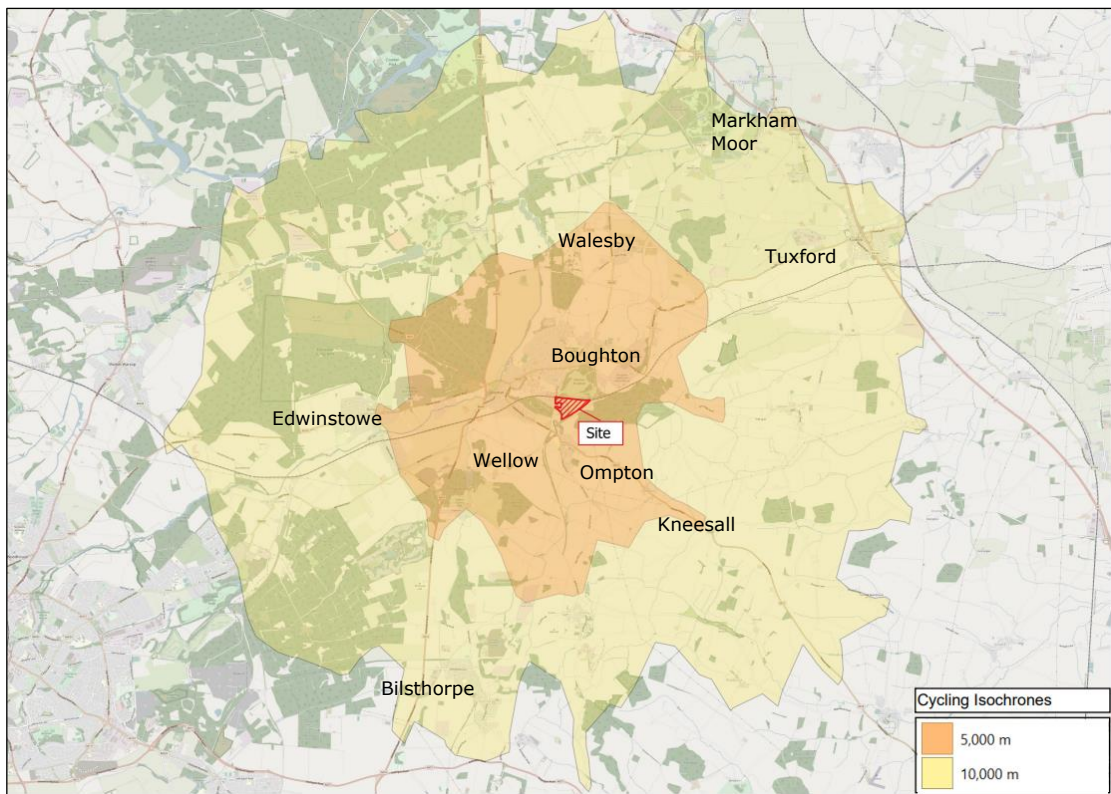 Markham
Moor
Walesby
Tuxford
Boughton
Edwinstowe
Site
Wellow
Ompton
Kneesall
Bilsthorpe
Cycling Isochrones
5,000 m
10,000 m